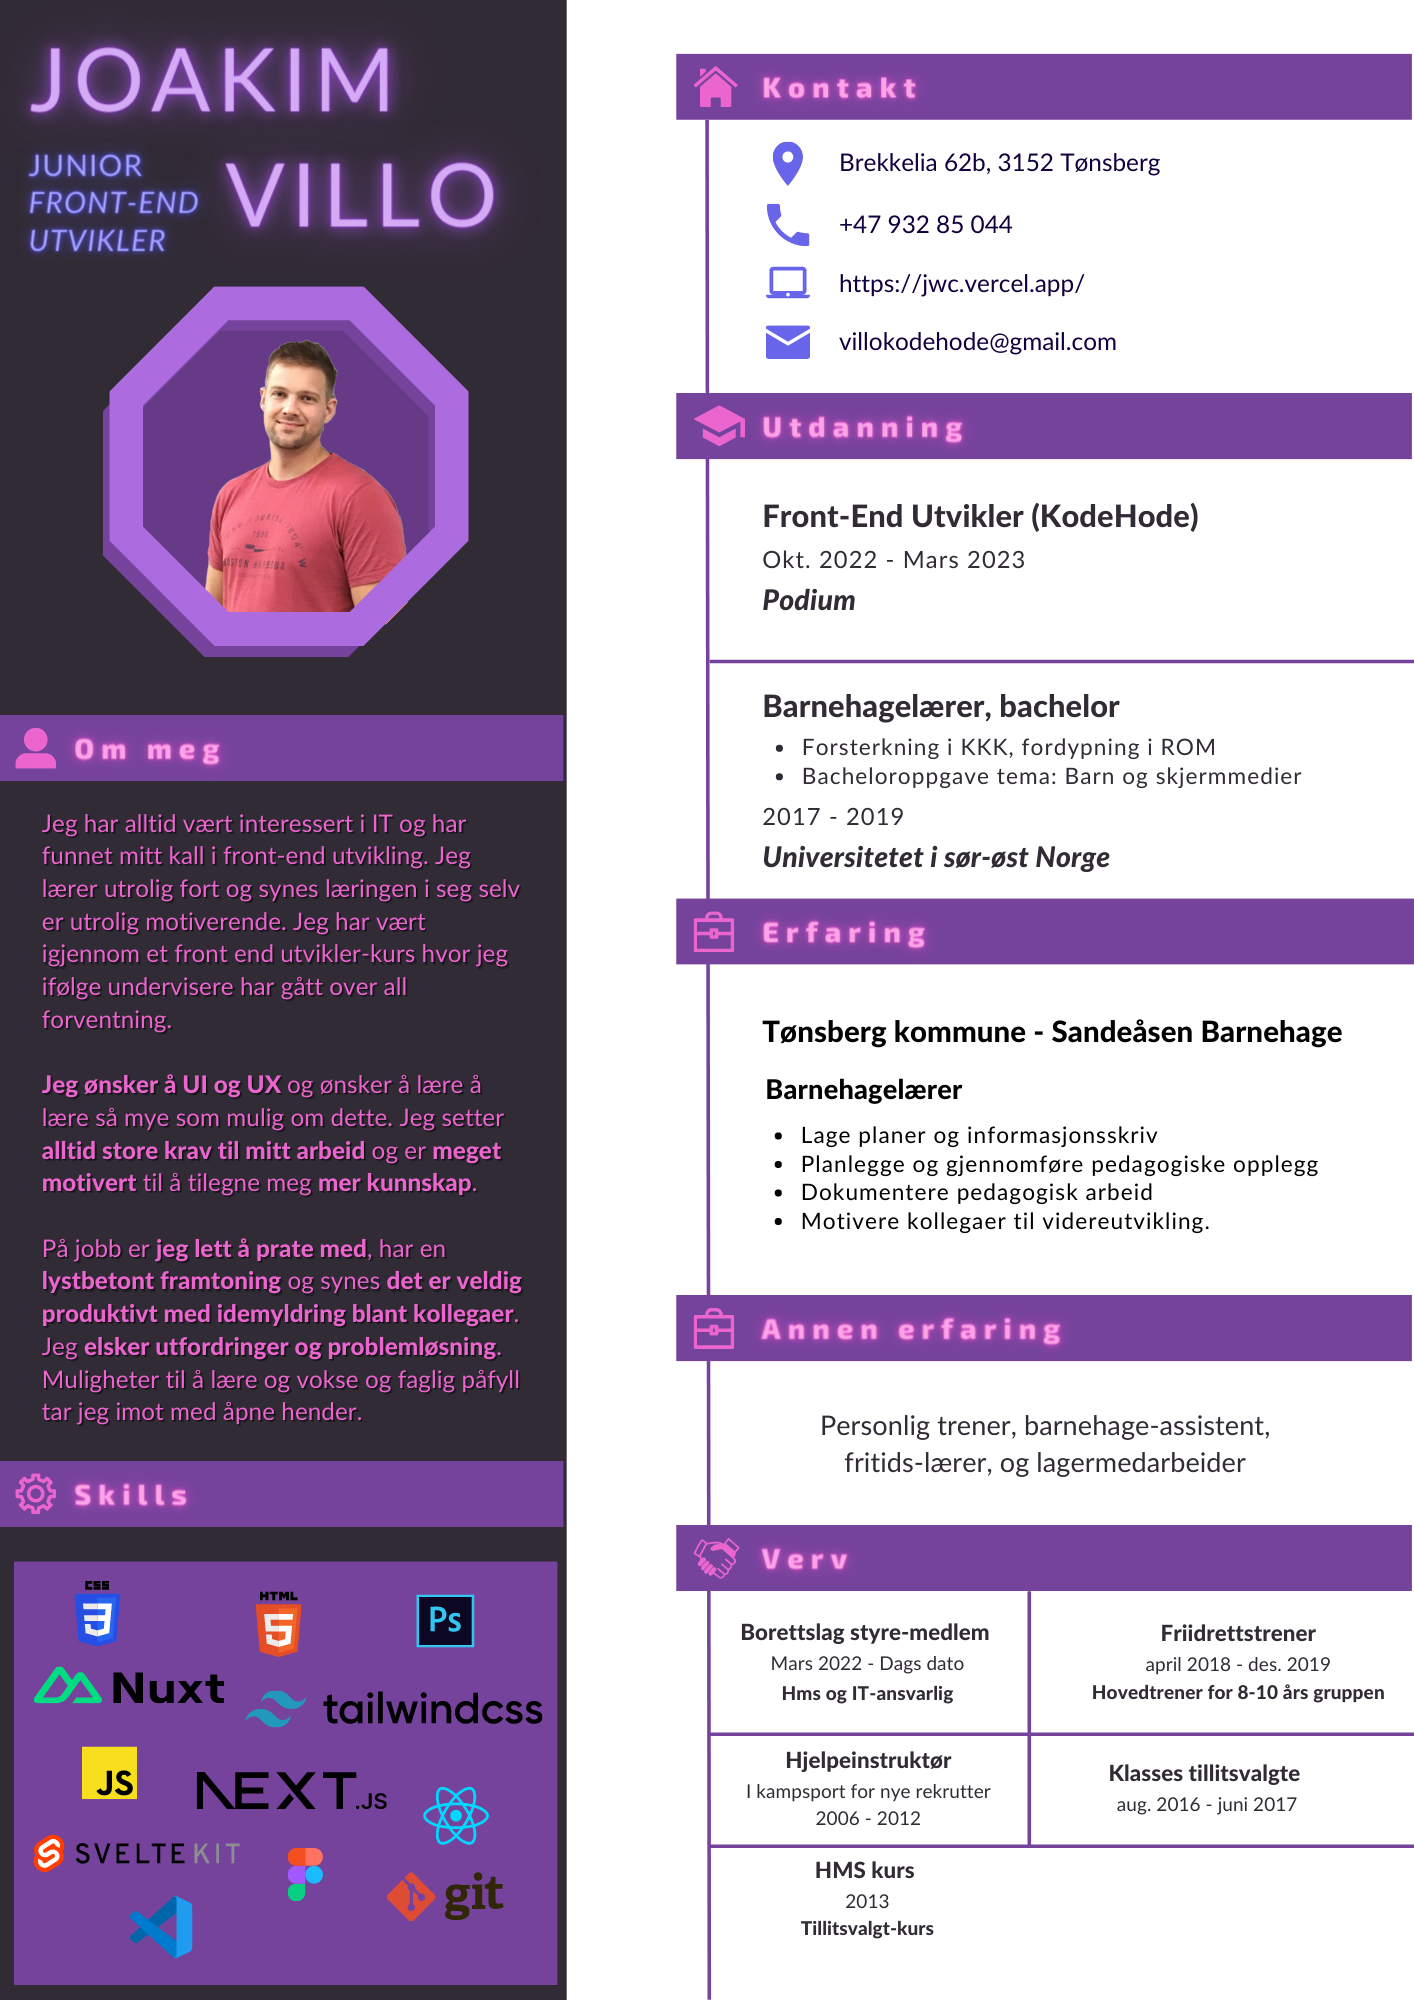 JOAKIM
JUNIOR
FRONT-END
UTVIKLER
VILLO
Om meg
Jeg har alltid vært interessert i IT og har
funnet mitt kall i front-end utvikling. Jeg
lærer utrolig fort og synes læringen i seg selv
er utrolig motiverende. Jeg har vært
igjennom et front end utvikler-kurs hvor jeg
ifølge undervisere har gått over all
forventning.
Jeg ønsker å UI og UX og ønsker å lære å
lære så mye som mulig om dette. Jeg setter
alltid store krav til mitt arbeid og er meget
motivert til å tilegne meg mer kunnskap.
På jobb er jeg lett å prate med, har en
lystbetont framtoning og synes det er veldig
produktivt med idemyldring blant kollegaer.
Jeg elsker utfordringer og problemløsning.
Muligheter til å lære og vokse og faglig påfyll
tar jeg imot med åpne hender.
Skills
CSS
3
HTML
5
Ps
Nuxt
tailwindcss
JS
NEXT.JS
SVELTEKIT
git
Kontakt
Brekkelia 62b, 3152 Tønsberg
+47 932 85 044
https://jwc.vercel.app/
villokodehode@gmail.com
Utdanning
Front-End Utvikler (KodeHode)
Okt. 2022 - Mars 2023
Podium
Barnehagelærer, bachelor
• Forsterkning i KKK, fordypning i ROM
• Bacheloroppgave tema: Barn og skjermmedier
2017 - 2019
Universitetet i sør-øst Norge
Erfaring
Tønsberg kommune - Sandeåsen Barnehage
Barnehagelærer
• Lage planer og informasjonsskriv
• Planlegge og gjennomføre pedagogiske opplegg
• Dokumentere pedagogisk arbeid
• Motivere kollegaer til videreutvikling.
Annen erfaring
Personlig trener, barnehage-assistent,
fritids-lærer, og lagermedarbeider
Verv
Borettslag styre-medlem
Mars 2022 - Dags dato
Hms og IT-ansvarlig
Friidrettstrener
april 2018 - des. 2019
Hovedtrener for 8-10 års gruppen
Hjelpeinstruktør
I kampsport for nye rekrutter
2006 - 2012
Klasses tillitsvalgte
aug. 2016 - juni 2017
HMS kurs
2013
Tillitsvalgt-kurs